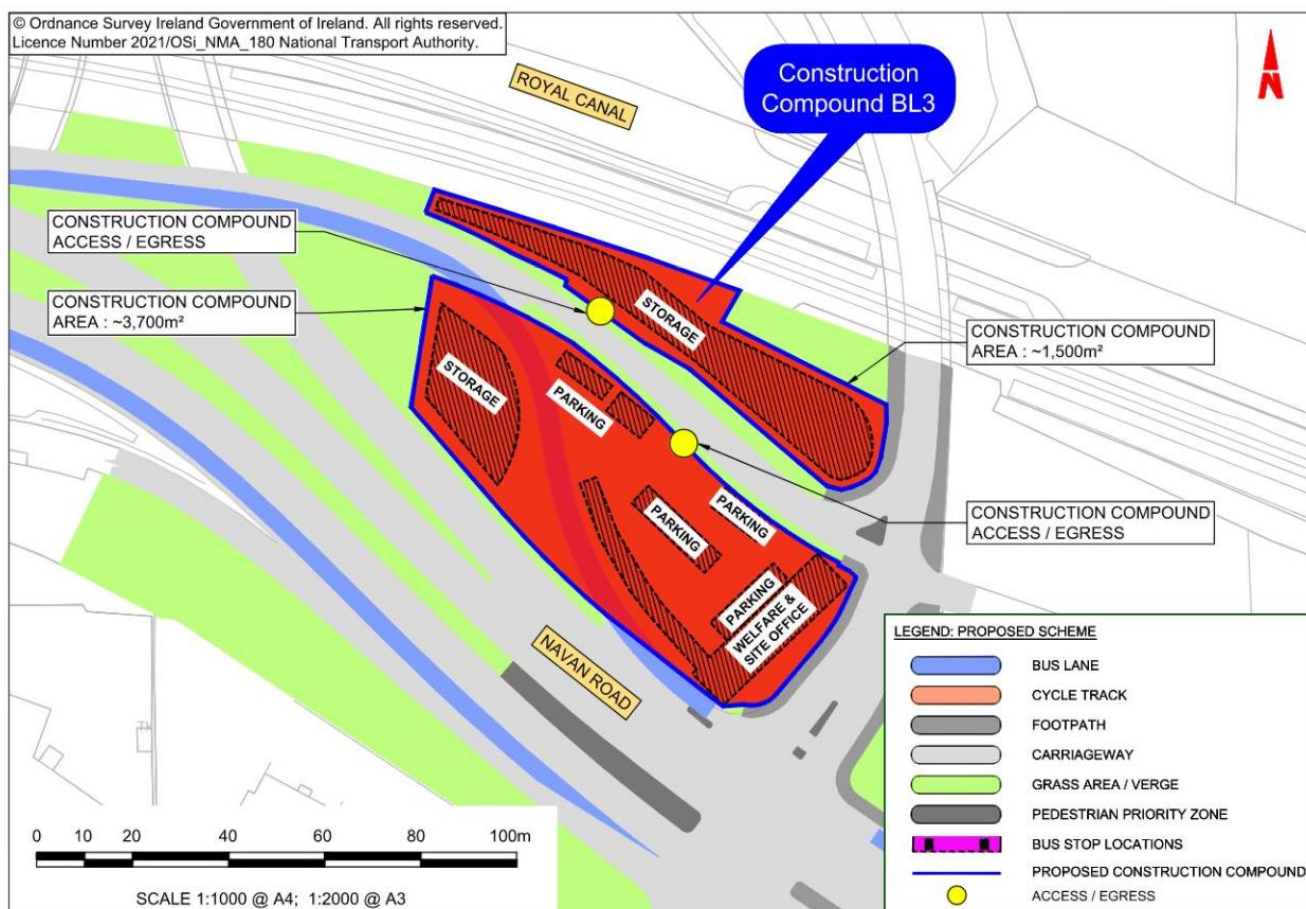 © Ordnance Survey Ireland Government of Ireland. All rights reserved.
Licence Number 2021/OSi_NMA_180 National Transport Authority.
ROYAL CANAL
Construction
Compound BL3
N
CONSTRUCTION COMPOUND
ACCESS / EGRESS
CONSTRUCTION COMPOUND
AREA : ~3,700m²
STORAGE
CONSTRUCTION COMPOUND
AREA : ~1,500m²
STORAGE
PARKING
PARKING
PARKING
CONSTRUCTION COMPOUND
ACCESS / EGRESS
PARKING
WELFARE &
SITE OFFICE
NAVAN ROAD
LEGEND: PROPOSED SCHEME
BUS LANE
CYCLE TRACK
FOOTPATH
CARRIAGEWAY
GRASS AREA / VERGE
PEDESTRIAN PRIORITY ZONE
BUS STOP LOCATIONS
PROPOSED CONSTRUCTION COMPOUND
ACCESS / EGRESS
0 10 20 40 60 80 100m
SCALE 1:1000 @ A4; 1:2000 @ A3